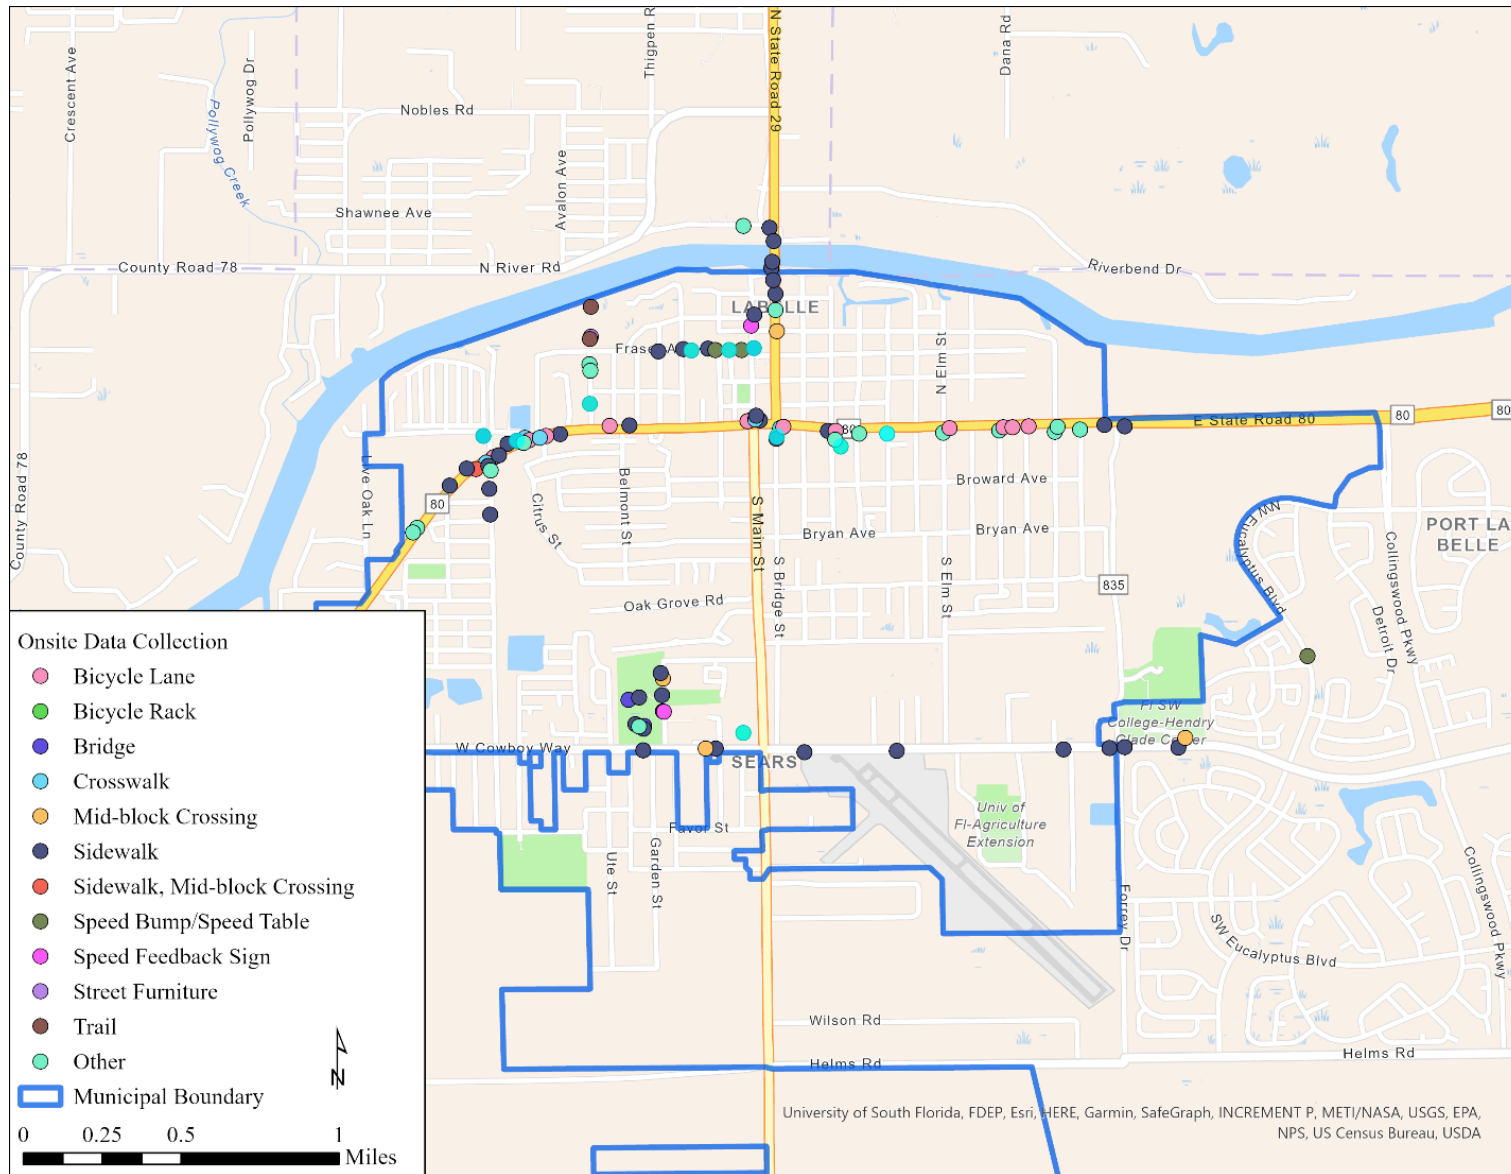 Crescent Ave
Pollywog Dr
Pollywog Creek
Nobles Rd
Thigpen R
N State Road 29
Dana Rd
Avalon Ave
Shawnee Ave
County Road 78
N River Rd
Riverbend Dr
LABELLE
N Elm St
E State Road 80
80
80
80
80
County Road 78
Live Oak Ln
Citrus St
Belmont St
S Main St
Broward Ave
Bryan Ave
Bryan Ave
NW Eucalyptus Blvd
PORT LA
BELLE
Collingswood Pkwy
Detroit Dr
835
S Elm St
S Bridge St
Oak Grove Rd
W Cowboy Way
SEARS
Fl SW
College-Hendry
Glade Center
Univ of
Fl-Agriculture
Extension
Favor St
Ute St
Garden St
Forrey Dr
SW Eucalyptus Blvd
Collingswood Pkwy
Wilson Rd
Helms Rd
Helms Rd
Onsite Data Collection
Bicycle Lane
Bicycle Rack
Bridge
Crosswalk
Mid-block Crossing
Sidewalk
Sidewalk, Mid-block Crossing
Speed Bump/Speed Table
Speed Feedback Sign
Street Furniture
Trail
Other
N
Municipal Boundary
0 0.25 0.5 1
Miles
University of South Florida, FDEP, Esri, HERE, Garmin, SafeGraph, INCREMENT P, METI/NASA, USGS, EPA,
NPS, US Census Bureau, USDA